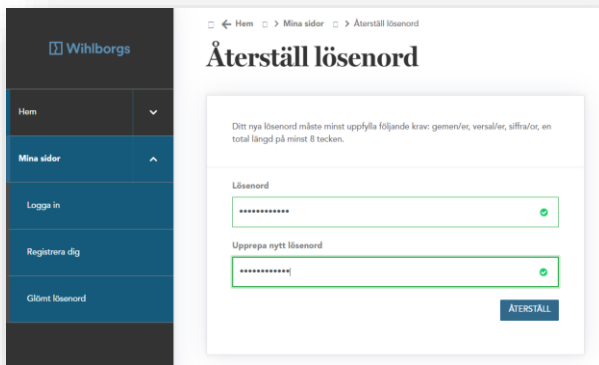 Wihlborgs
Hem
Mina sidor
Logga in
Registrera dig
Glömt lösenord
Hem > Mina sidor > Återställ lösenord
Återställ lösenord
Ditt nya lösenord måste minst uppfylla följande krav: gemen/er, versal/er, siffra/or, en
total längd på minst 8 tecken.
Lösenord
••••••••••••
Upprepa nytt lösenord
••••••••••••
ÅTERSTÄLL